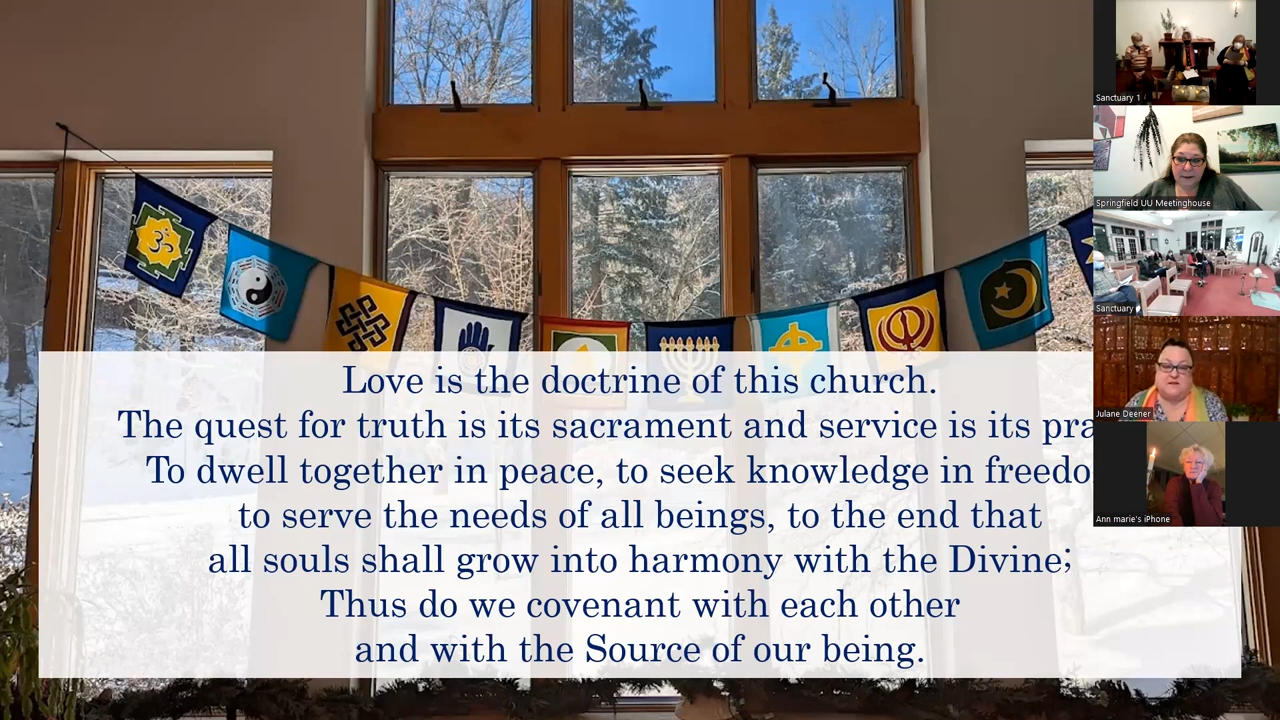 Love is the doctrine of this church.
The quest for truth is its sacrament and service is its
To dwell together in peace, to seek knowledge in
to serve the needs of all beings, to the end that
all souls shall grow into harmony with the Divine;
Thus do we covenant with each other
and with the Source of our being.
Sanctuary 1
Springfield UU Meetinghouse
Sanctuary
Julane Deener
Ann marie's iPhone